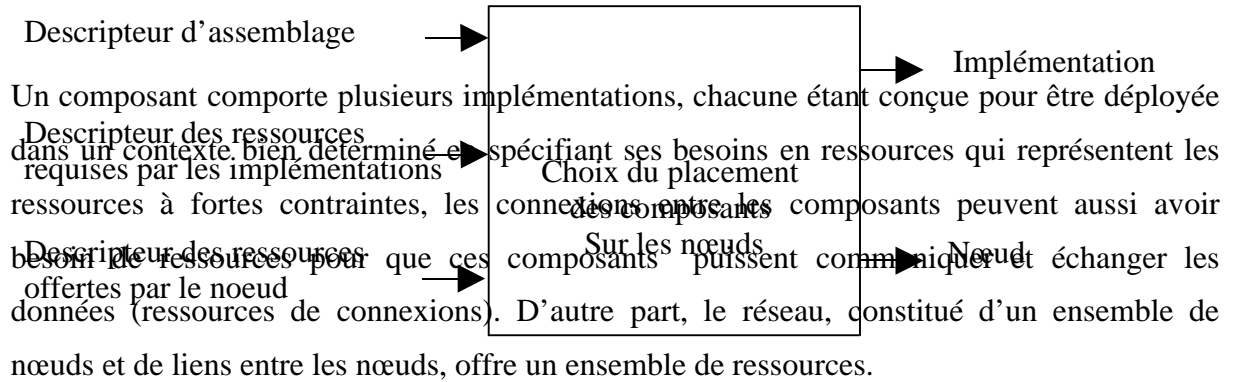 Descripteur d’assemblage
Implémentation
Un composant comporte plusieurs implémentations, chacune étant conçue pour être déployée
Descripteur des ressources
dans un contexte bien déterminé en spécifiant ses besoins en ressources qui représentent les
requises par les implémentations
Choix du placement
ressources à fortes contraintes, les connexions entre les composants peuvent aussi avoir
des composants
Descripteur des ressources
Sur les nœuds
Nœud
besoin de ressources pour que ces composants puissent communiquer et échanger les
offertes par le noeud
données (ressources de connexions). D’autre part, le réseau, constitué d’un ensemble de
nœuds et de liens entre les nœuds, offre un ensemble de ressources.